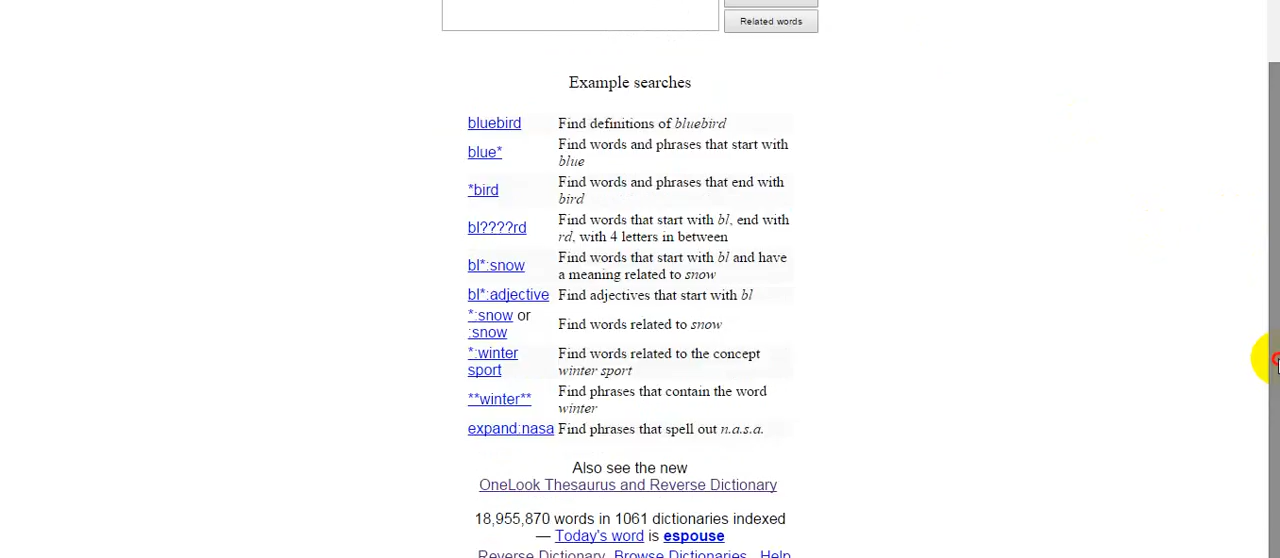 Related words
Example searches
bluebird Find definitions of bluebird
blue* Find words and phrases that start with
blue
*bird Find words and phrases that end with
bird
bl????rd Find words that start with bl, end with
rd, with 4 letters in between
bl*:snow Find words that start with bl and have
a meaning related to snow
bl*:adjective Find adjectives that start with bl
*:snow or
:snow Find words related to snow
*:winter
sport Find words related to the concept
winter sport
**winter** Find phrases that contain the word
winter
expand:nasa Find phrases that spell out n.a.s.a.
Also see the new
OneLook Thesaurus and Reverse Dictionary
18,955,870 words in 1061 dictionaries indexed
— Today's word is espouse
Reverse Dictionary Browse Dictionaries Help